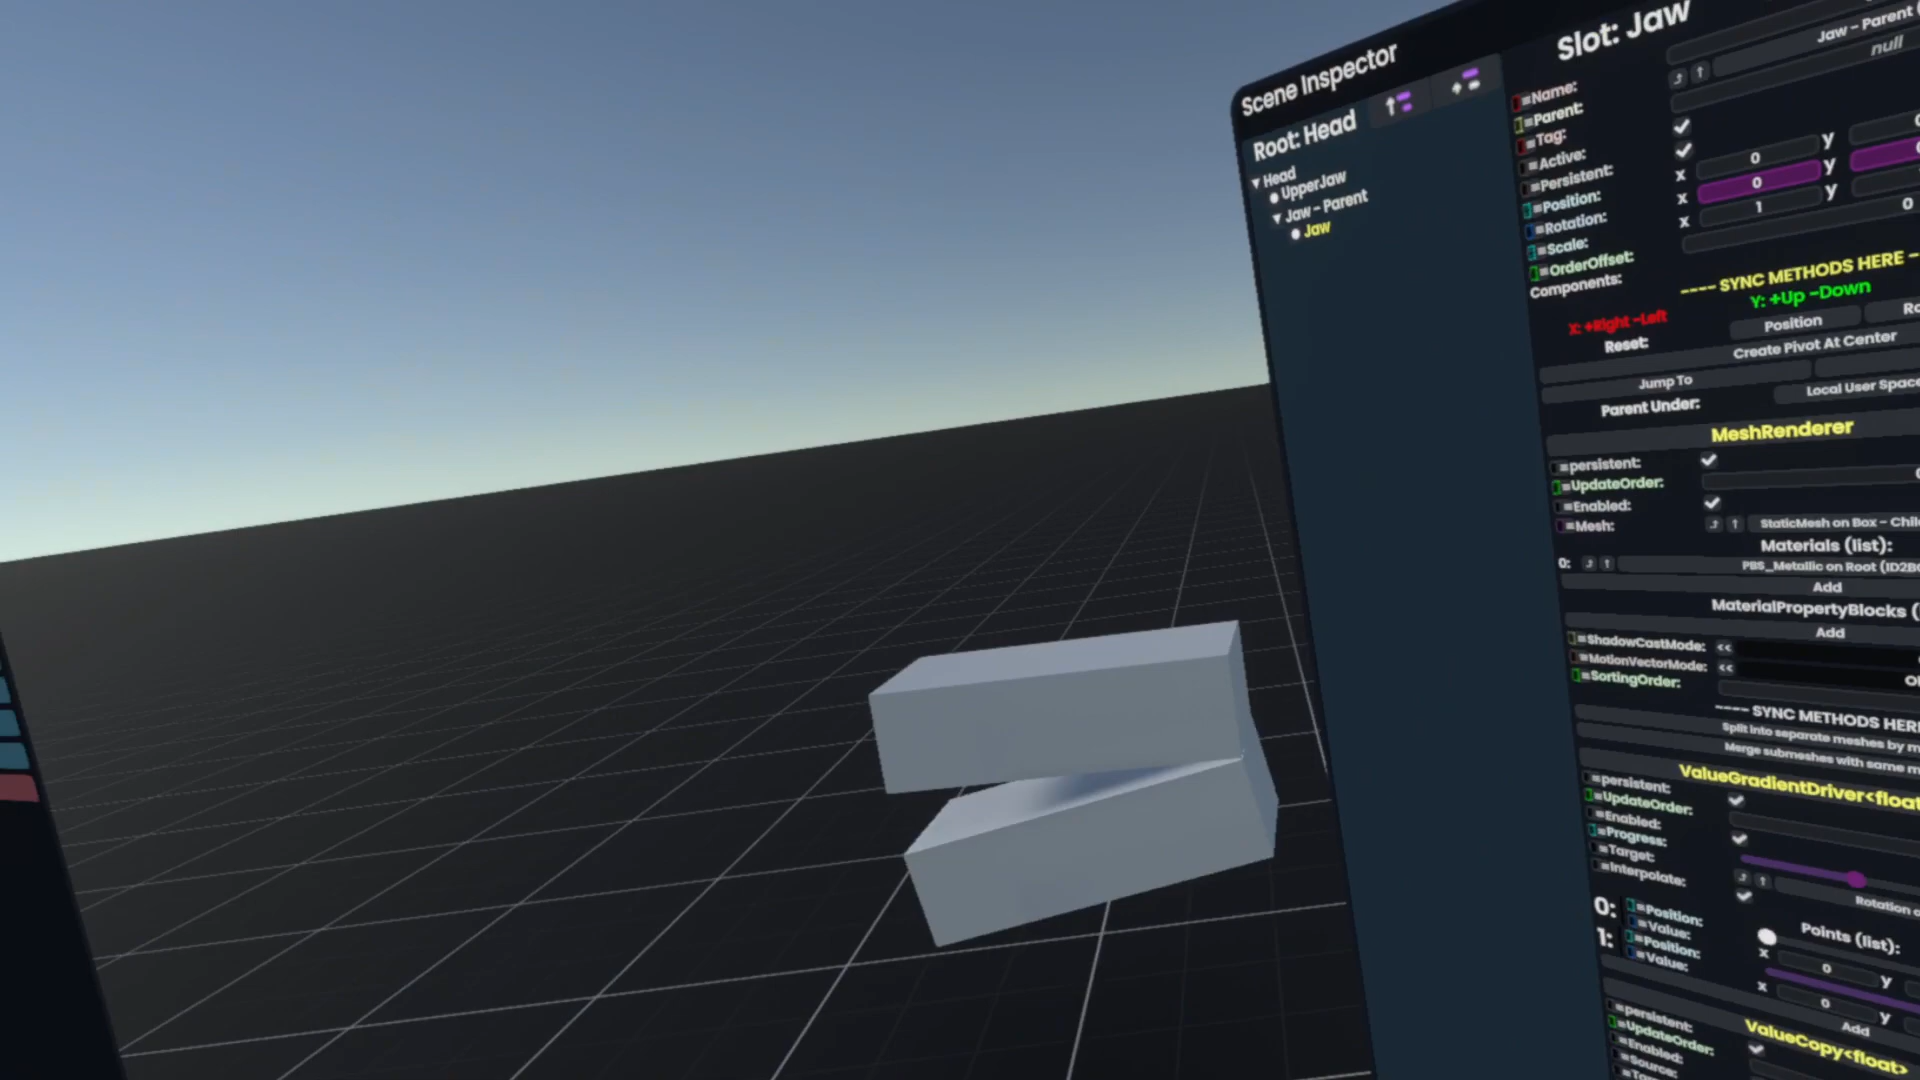 Scene Inspector
Root: Head
Head
UpperJaw
Jaw - Parent
Jaw
Slot: Jaw
Name:
Parent:
Jaw - Parent (
Tag:
null
Active:
Persistent:
Position:
x 0 y
Rotation:
x 0 y
Scale:
x 1 y
OrderOffset:
0
Components:
---- SYNC METHODS HERE -
X: +Right -Left
Y: +Up -Down
Reset:
Position
Create Pivot At Center
Jump To
Parent Under:
Local User Space
MeshRenderer
persistent:
UpdateOrder:
Enabled:
Mesh:
StaticMesh on Box - Chil
Materials (list):
0:
PBS_Metallic on Root (ID2B
Add
MaterialPropertyBlocks (
Add
ShadowCastMode: <<
MotionVectorMode: <<
SortingOrder:
---- SYNC METHODS HER
Split into separate meshes by m
Merge submeshes with same m
ValueGradientDriver<float
persistent:
UpdateOrder:
Enabled:
Progress:
Target:
Rotation o
Interpolate:
Points (list):
0:
Position:
Value:
x 0 y
1:
Position:
Value:
x 0 y
Add
ValueCopy<float>
persistent:
UpdateOrder:
Enabled:
Source: